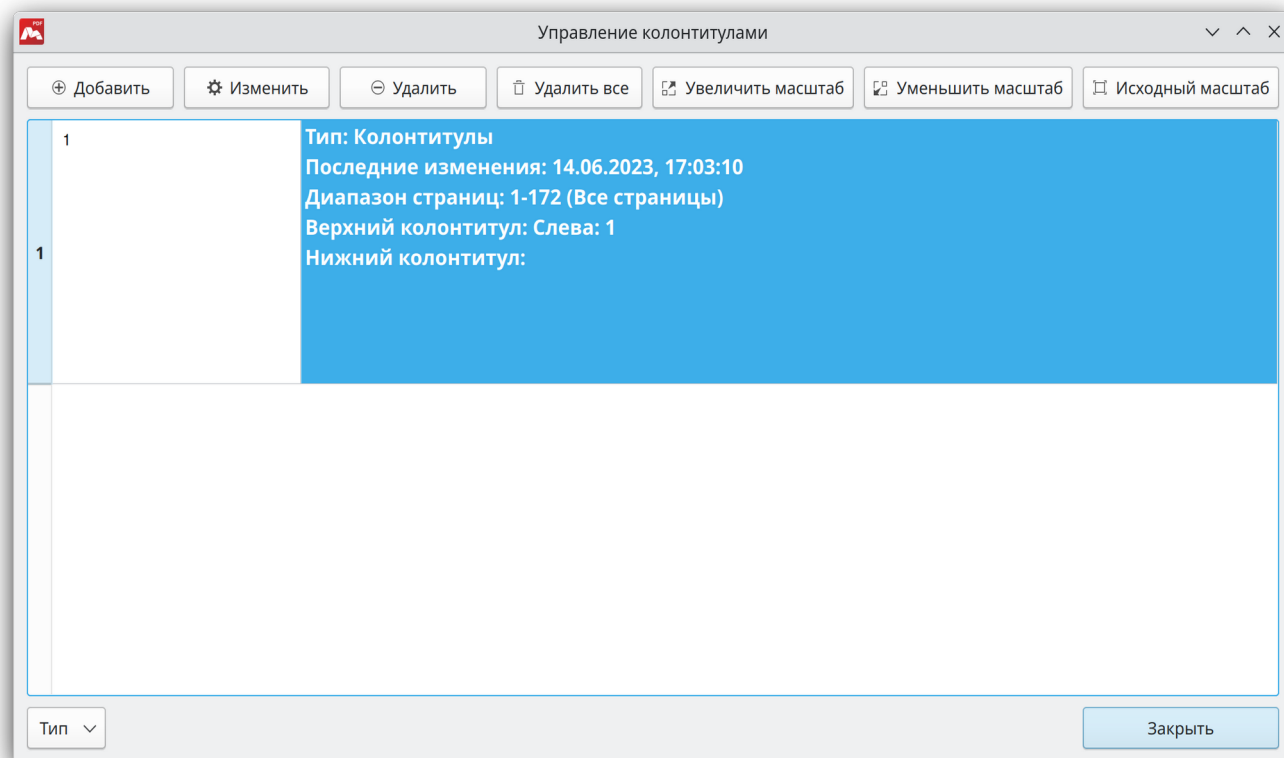 PDF
Управление колонтитулами
Добавить Изменить Удалить Удалить все Увеличить масштаб Уменьшить масштаб Исходный масштаб
1
Тип: Колонтитулы
Последние изменения: 14.06.2023, 17:03:10
Диапазон страниц: 1-172 (Все страницы)
Верхний колонтитул: Слева: 1
1
Нижний колонтитул:
Тип
Закрыть